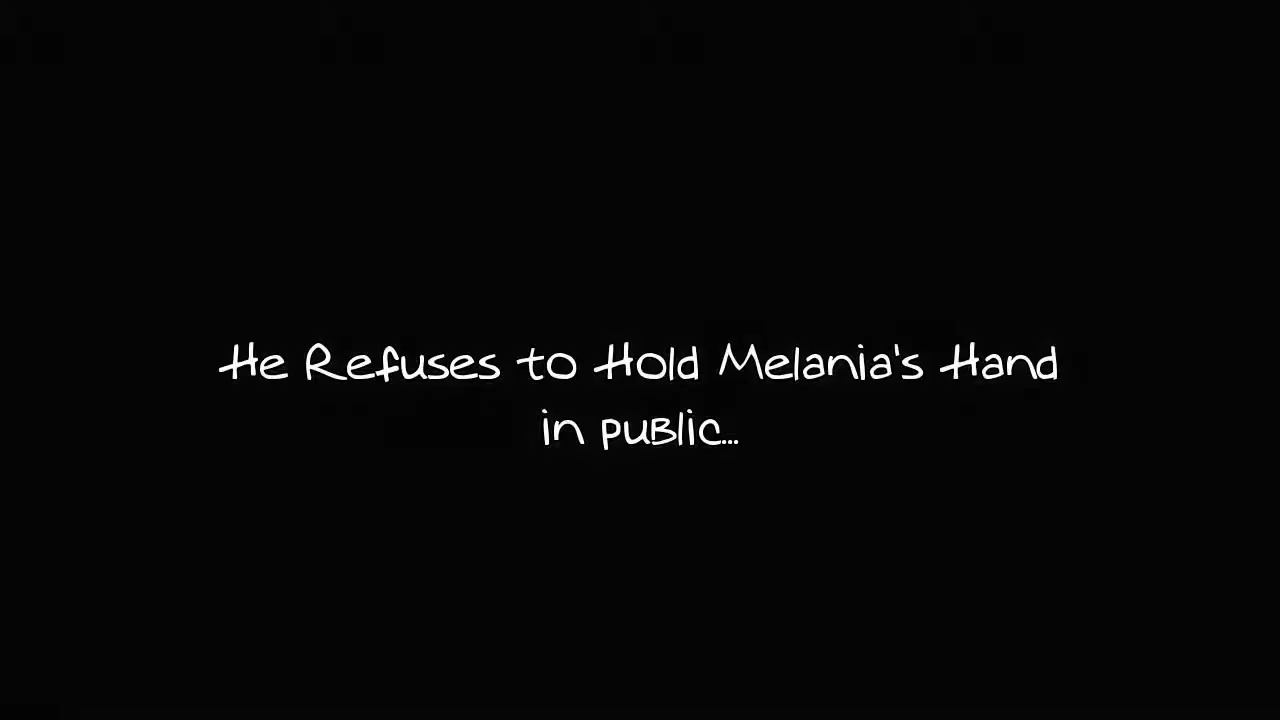 He Refuses to Hold Melania's Hand
in public...